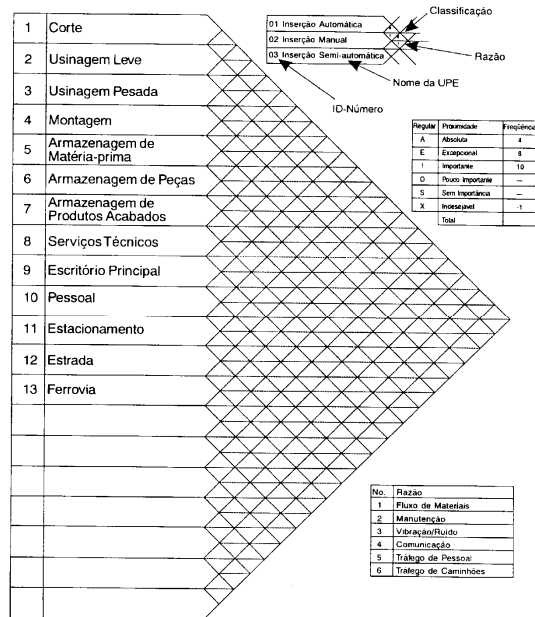 1 Corte
2 Usinagem Leve
3 Usinagem Pesada
4 Montagem
5 Armazenagem de
Matéria-prima
6 Armazenagem de Peças
7 Armazenagem de
Produtos Acabados
8 Serviços Técnicos
9 Escritório Principal
10 Pessoal
11 Estacionamento
12 Estrada
13 Ferrovia
01 Inserção Automática
02 Inserção Manual
03 Inserção Semi-automática
Classificação
Razão
Nome da UPE
ID-Número
Regular Proximidade Freqüência
A Absoluta 4
E Excepcional 8
I Importante 10
O Pouco Importante —
S Sem Importância —
X Indesejável -1
Total
No. Razão
1 Fluxo de Materiais
2 Manutenção
3 Vibração/Ruído
4 Comunicação
5 Tráfego de Pessoal
6 Tráfego de Caminhões